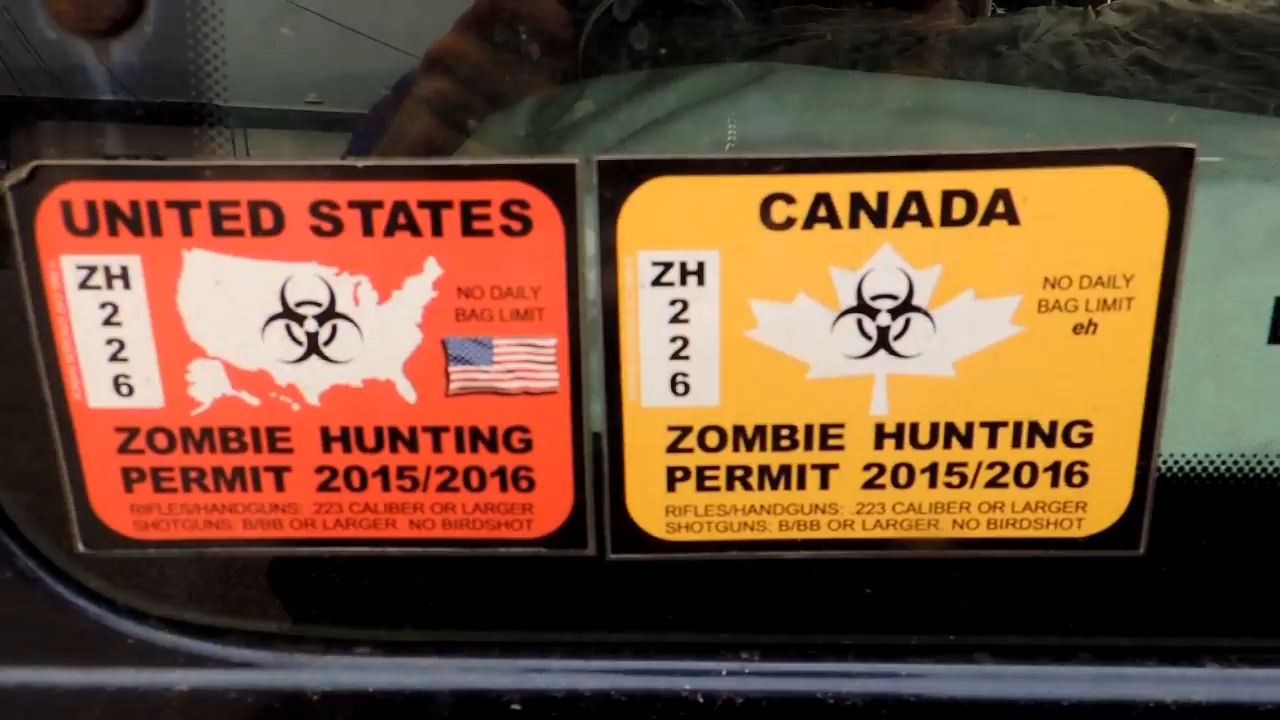 UNITED STATES
ZH
2
2
6
NO DAILY
BAG LIMIT
ZOMBIE HUNTING
PERMIT 2015/2016
RIFLES/HANDGUNS: .223 CALIBER OR LARGER
SHOTGUNS: B/BB OR LARGER. NO BIRDSHOT
CANADA
ZH
2
2
6
NO DAILY
BAG LIMIT
eh
ZOMBIE HUNTING
PERMIT 2015/2016
RIFLES/HANDGUNS: .223 CALIBER OR LARGER
SHOTGUNS: B/BB OR LARGER. NO BIRDSHOT